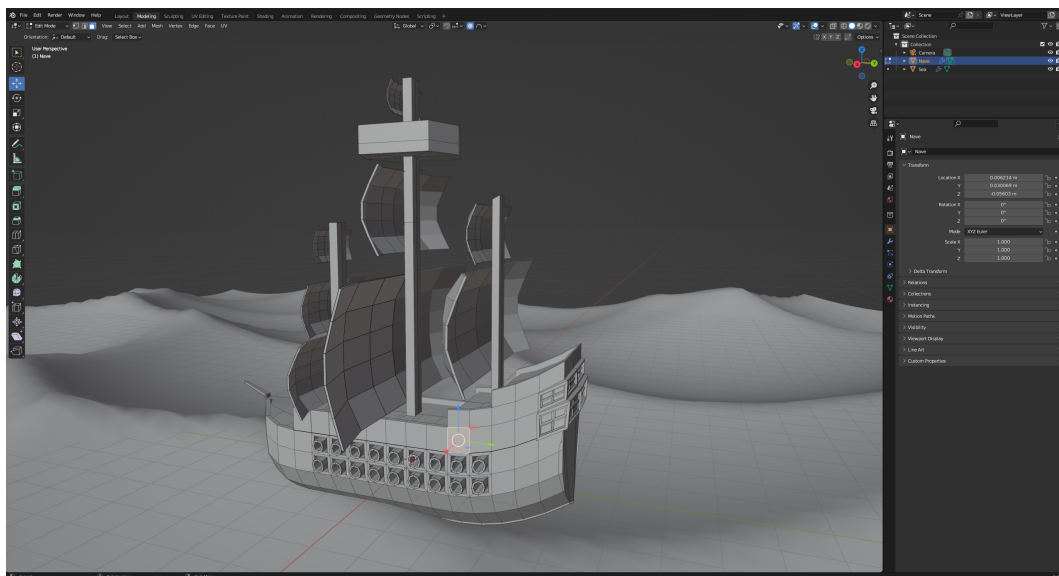 File Edit Render Window Help Layout Modeling Sculpting UV Editing Texture Paint Shading Animation Rendering Compositing Geometry Nodes Scripting +
Scene
ViewLayer
Edit Mode View Select Add Mesh Vertex Edge Face UV
Global
Orientation: Default Drag: Select Box
X Y Z
Options
User Perspective
(1) Nave
Scene Collection
Collection
Camera
Nave
Sea
Nave
Nave
Transform
Location X 0.006214 m
Y 0.030069 m
Z -0.05603 m
Rotation X 0°
Y 0°
Z 0°
Mode XYZ Euler
Scale X 1.000
Y 1.000
Z 1.000
Delta Transform
Relations
Collections
Instancing
Motion Paths
Visibility
Viewport Display
Line Art
Custom Properties